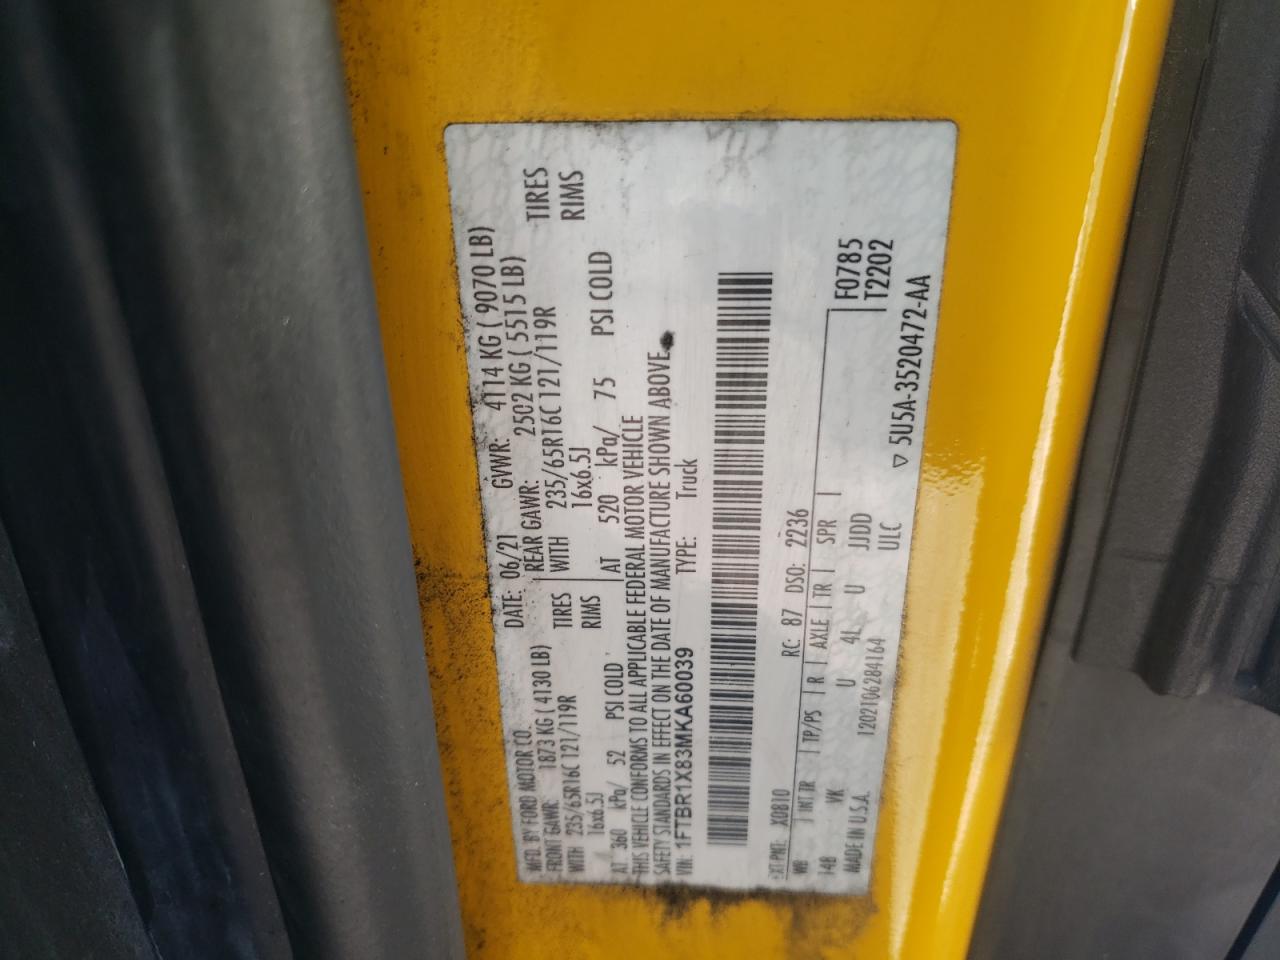 MFD. BY FORD MOTOR CO.
DATE: 06/21 GVWR: 4114 KG ( 9070 LB)
FRONT GAWR: 1873 KG ( 4130 LB) REAR GAWR: 2502 KG ( 5515 LB)
WITH 235/65R16C 121/119R TIRES WITH 235/65R16C 121/119R TIRES
16x6.5J RIMS 16x6.5J RIMS
AT 360 kPa/ 52 PSI COLD AT 520 kPa/ 75 PSI COLD
THIS VEHICLE CONFORMS TO ALL APPLICABLE FEDERAL MOTOR VEHICLE
SAFETY STANDARDS IN EFFECT ON THE DATE OF MANUFACTURE SHOWN ABOVE.
VIN: 1FTBR1X83MKA60039 TYPE: Truck
EXT PNT: X0810 RC: 87 DSO: 2236
WB INT TR TP/PS R AXLE TR SPR F0785
148 VK U 4L U JJDD T2202
MADE IN U.S.A. 1202106284164 ULC
▽ 5U5A-3520472-AA